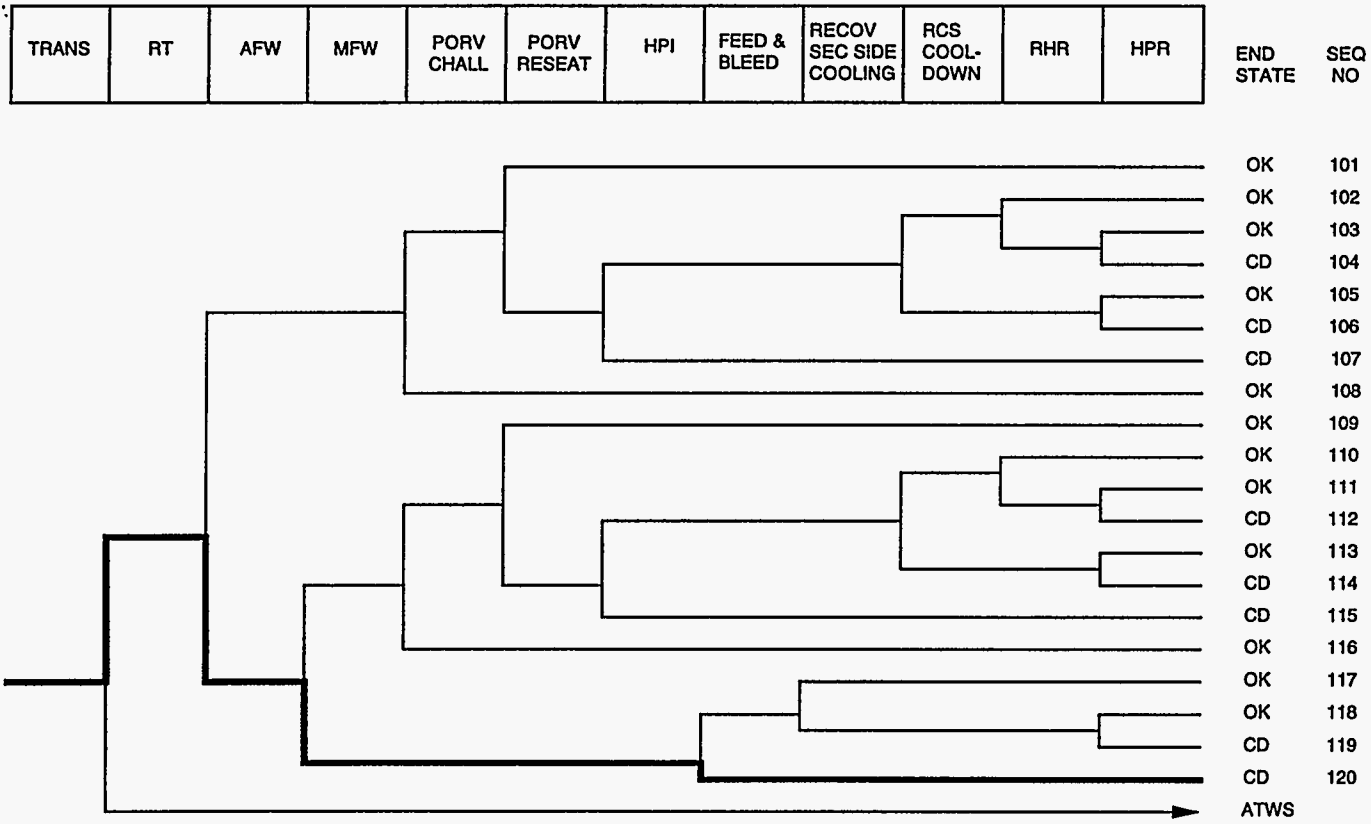 TRANS
RT
AFW
MFW
PORV
CHALL
PORV
RESEAT
HPI
FEED &
BLEED
RECOV
SEC SIDE
COOLING
RCS
COOL-
DOWN
RHR
HPR
END
STATE
SEQ
NO
OK 101
OK 102
OK 103
CD 104
OK 105
CD 106
CD 107
OK 108
OK 109
OK 110
OK 111
CD 112
OK 113
CD 114
CD 115
OK 116
OK 117
OK 118
CD 119
CD 120
ATWS